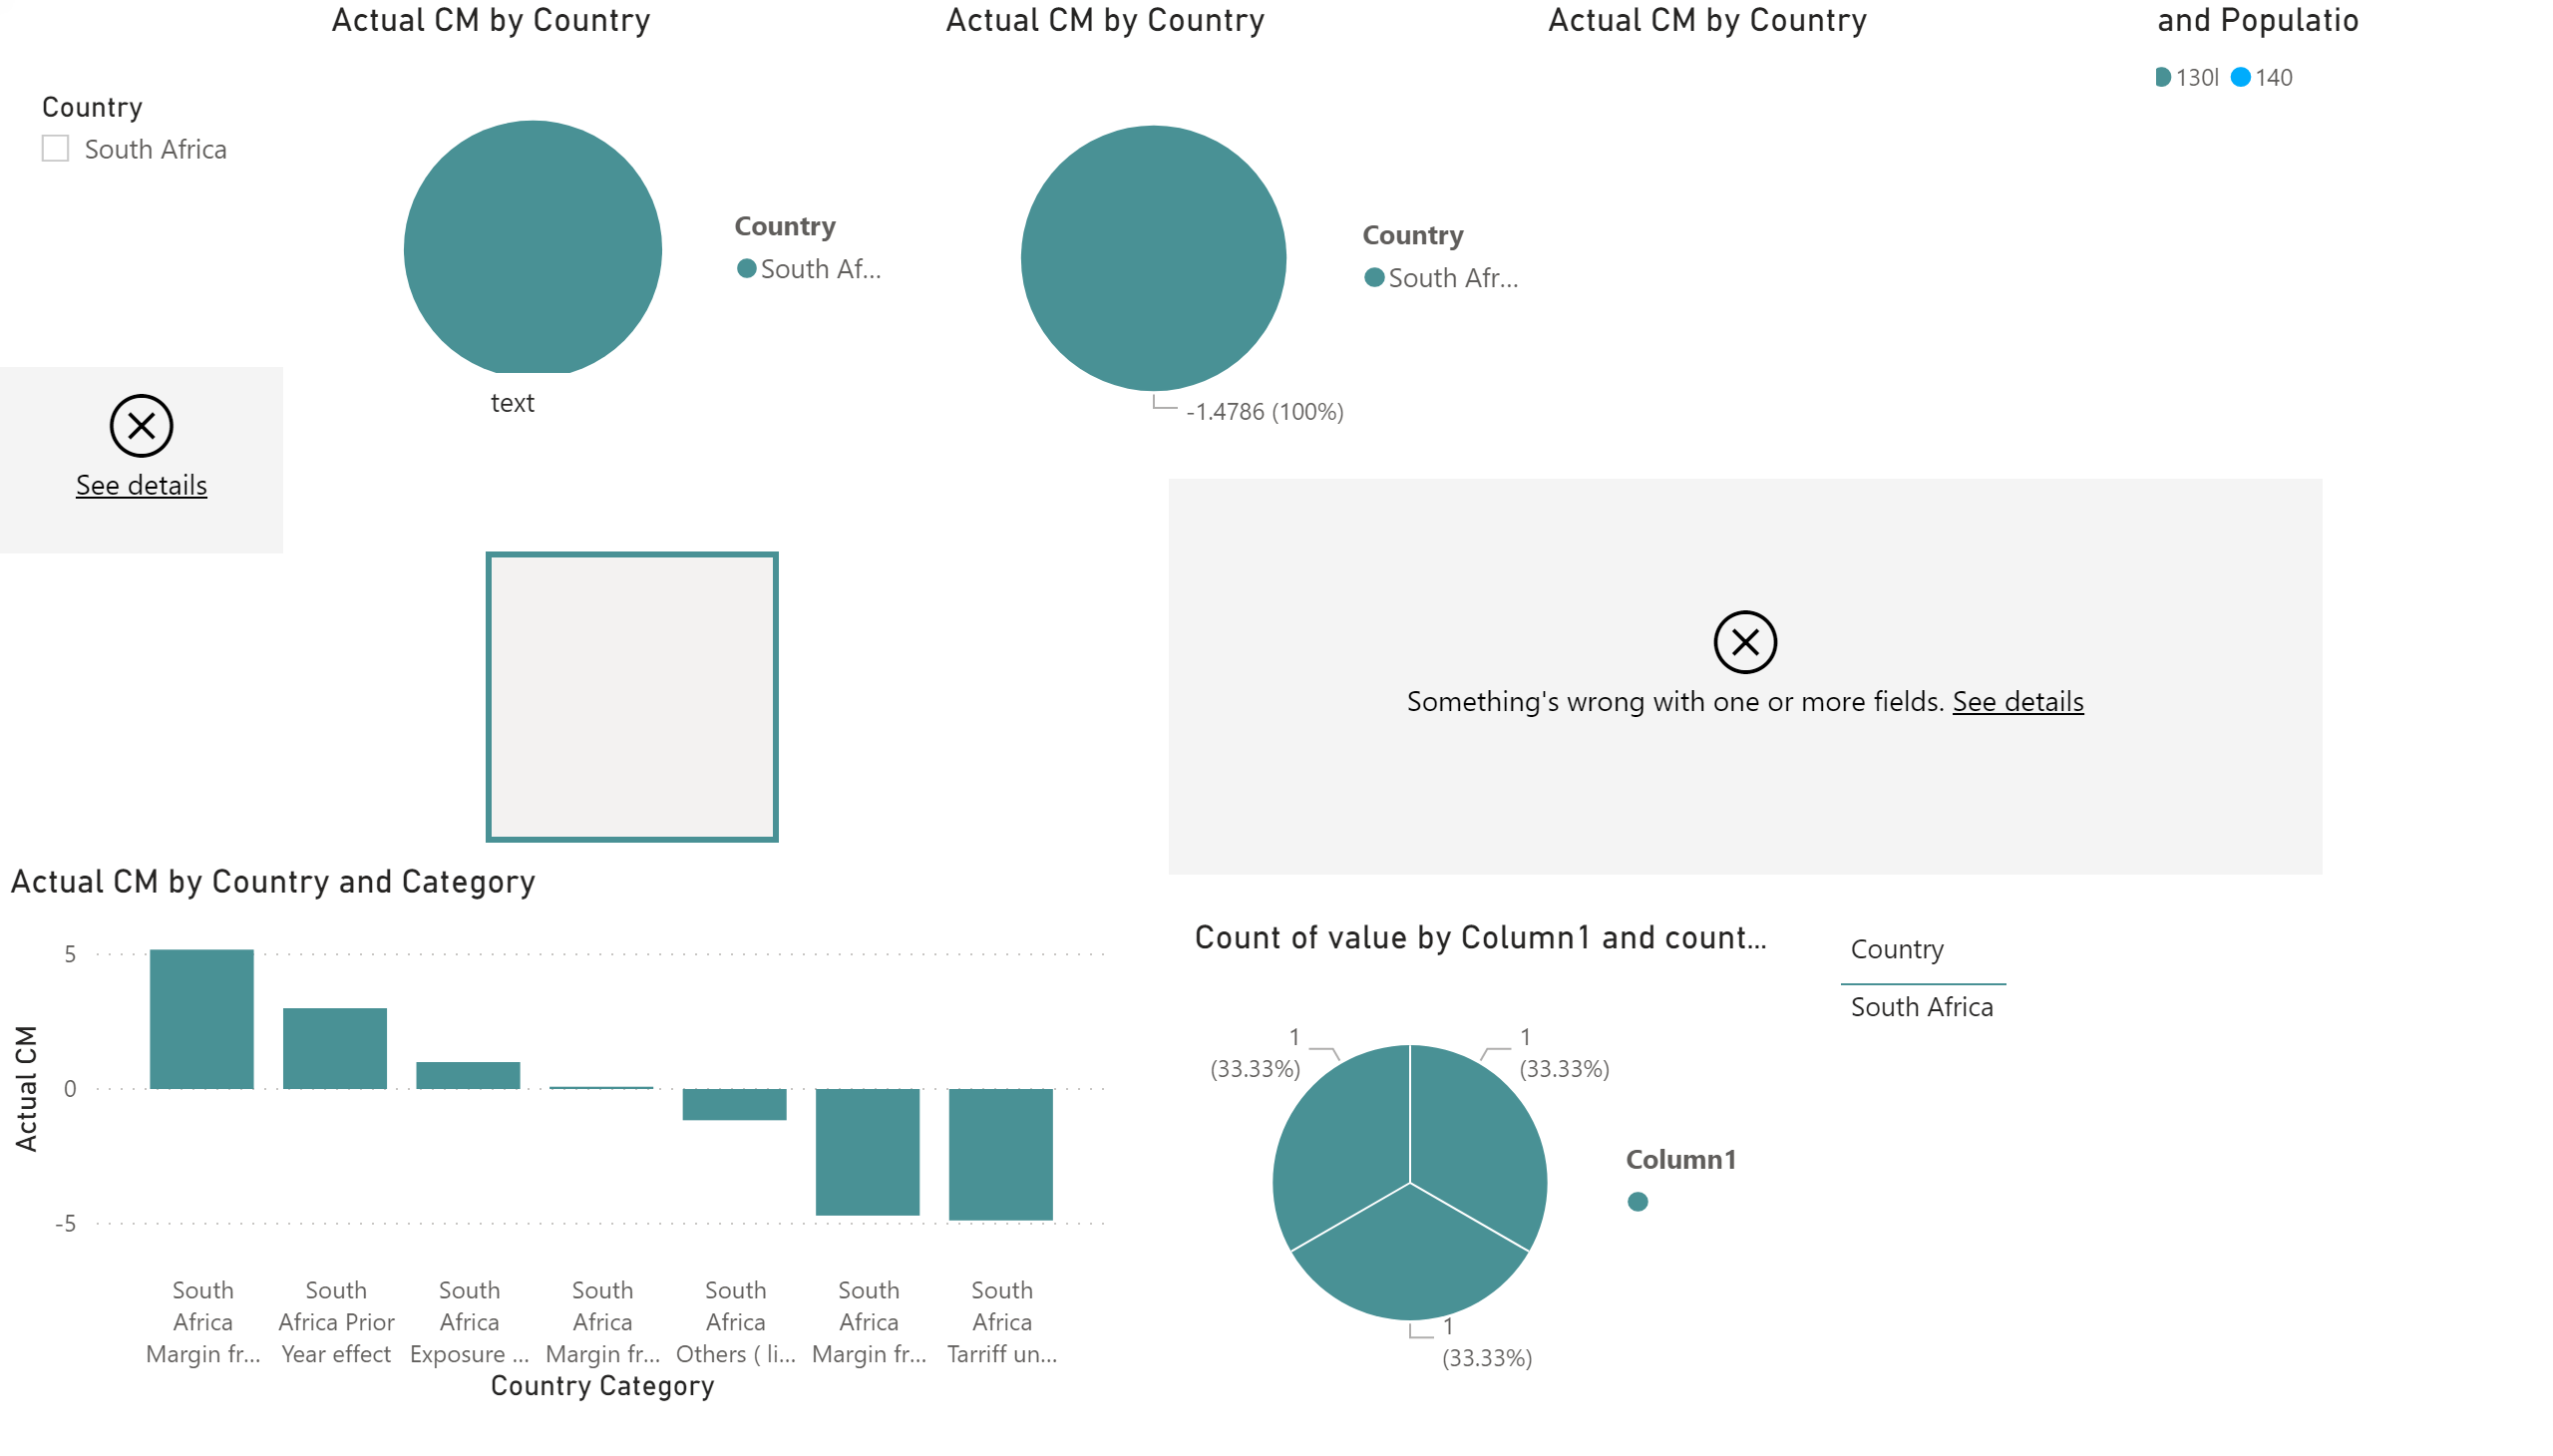 Actual CM by Country
Actual CM by Country
Actual CM by Country
and Populatio
130l 140
Country
South Africa
Country
South Af...
Country
South Afr...
text
-1.4786 (100%)
See details
Something's wrong with one or more fields. See details
Actual CM by Country and Category
5
0
-5
Actual CM
South Africa Margin fr...
South Africa Prior Year effect
South Africa Exposure ...
South Africa Margin fr...
South Africa Others ( li...
South Africa Margin fr...
South Africa Tarriff un...
Country Category
Count of value by Column1 and count...
1
(33.33%)
1
(33.33%)
1
(33.33%)
Column1
Country
South Africa